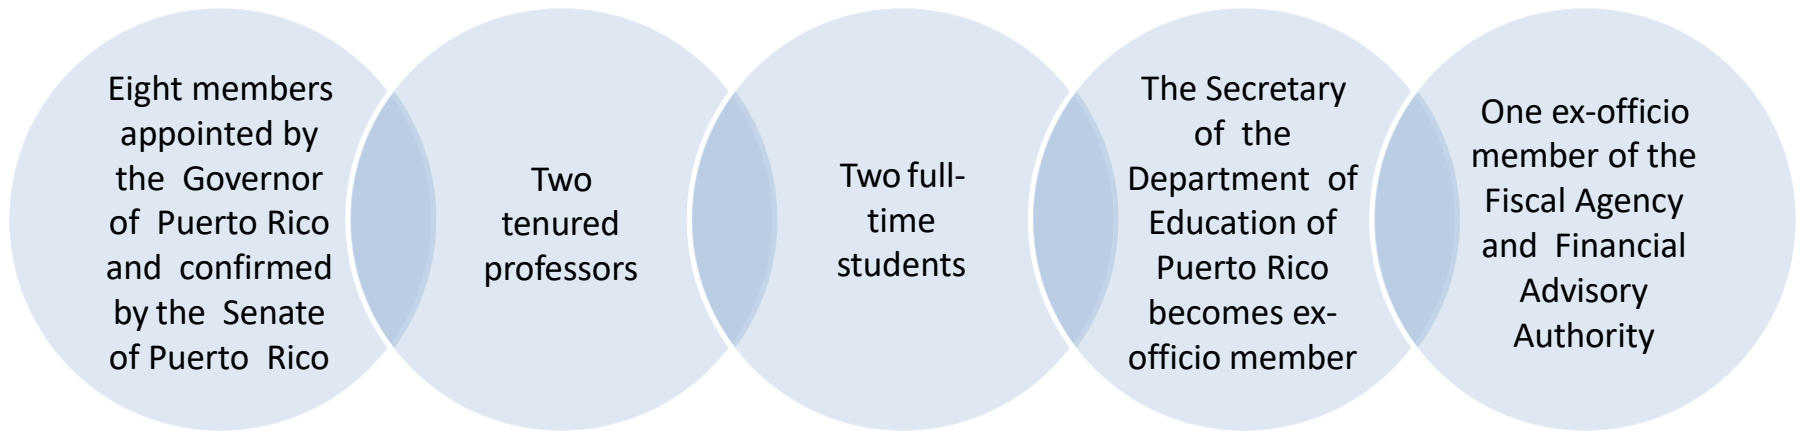 Eight members
appointed by
the Governor
of Puerto Rico
and confirmed
by the Senate
of Puerto Rico
Two
tenured
professors
Two full-
time
students
The Secretary
of the
Department of
Education of
Puerto Rico
becomes ex-
officio member
One ex-officio
member of the
Fiscal Agency
and Financial
Advisory
Authority